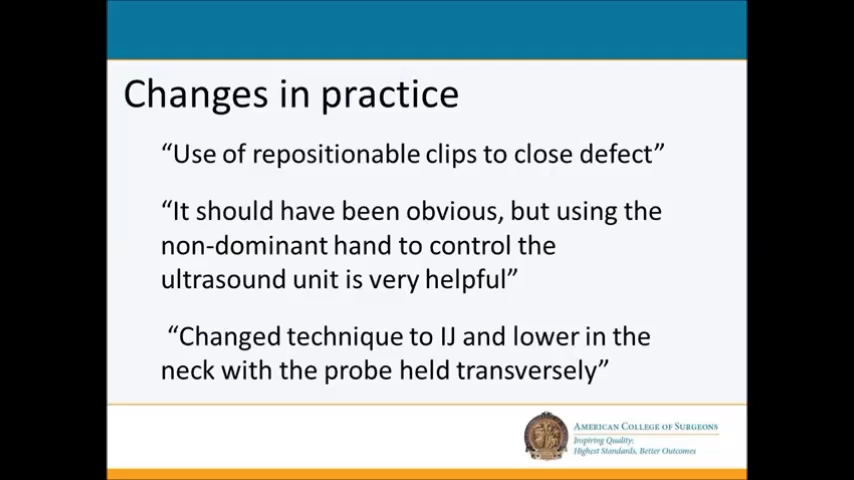 Changes in practice
“Use of repositionable clips to close defect”
“It should have been obvious, but using the
non-dominant hand to control the
ultrasound unit is very helpful”
“Changed technique to IJ and lower in the
neck with the probe held transversely”
American College of Surgeons
Inspiring Quality:
Highest Standards, Better Outcomes